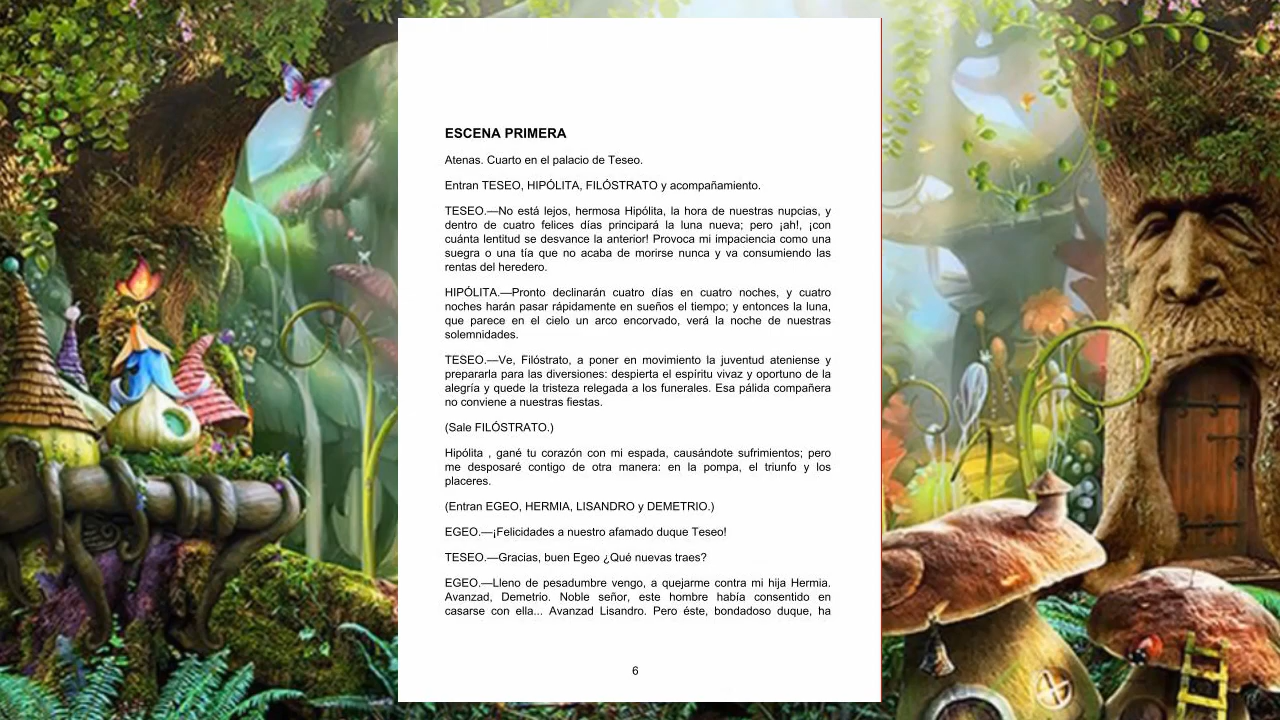 ESCENA PRIMERA
Atenas. Cuarto en el palacio de Teseo.
Entran TESEO, HIPÓLITA, FILÓSTRATO y acompañamiento.
TESEO.—No está lejos, hermosa Hipólita, la hora de nuestras nupcias, y
dentro de cuatro felices días principará la luna nueva; pero ¡ah!, ¡con
cuánta lentitud se desvance la anterior! Provoca mi impaciencia como una
suegra o una tía que no acaba de morirse nunca y va consumiendo las
rentas del heredero.
HIPÓLITA.—Pronto declinarán cuatro días en cuatro noches, y cuatro
noches harán pasar rápidamente en sueños el tiempo; y entonces la luna,
que parece en el cielo un arco encorvado, verá la noche de nuestras
solemnidades.
TESEO.—Ve, Filóstrato, a poner en movimiento la juventud ateniense y
prepararla para las diversiones: despierta el espíritu vivaz y oportuno de la
alegría y quede la tristeza relegada a los funerales. Esa pálida compañera
no conviene a nuestras fiestas.
(Sale FILÓSTRATO.)
Hipólita , gané tu corazón con mi espada, causándote sufrimientos; pero
me desposaré contigo de otra manera: en la pompa, el triunfo y los
placeres.
(Entran EGEO, HERMIA, LISANDRO y DEMETRIO.)
EGEO.—¡Felicidades a nuestro afamado duque Teseo!
TESEO.—Gracias, buen Egeo ¿Qué nuevas traes?
EGEO.—Lleno de pesadumbre vengo, a quejarme contra mi hija Hermia.
Avanzad, Demetrio. Noble señor, este hombre había consentido en
casarse con ella... Avanzad Lisandro. Pero éste, bondadoso duque, ha
6